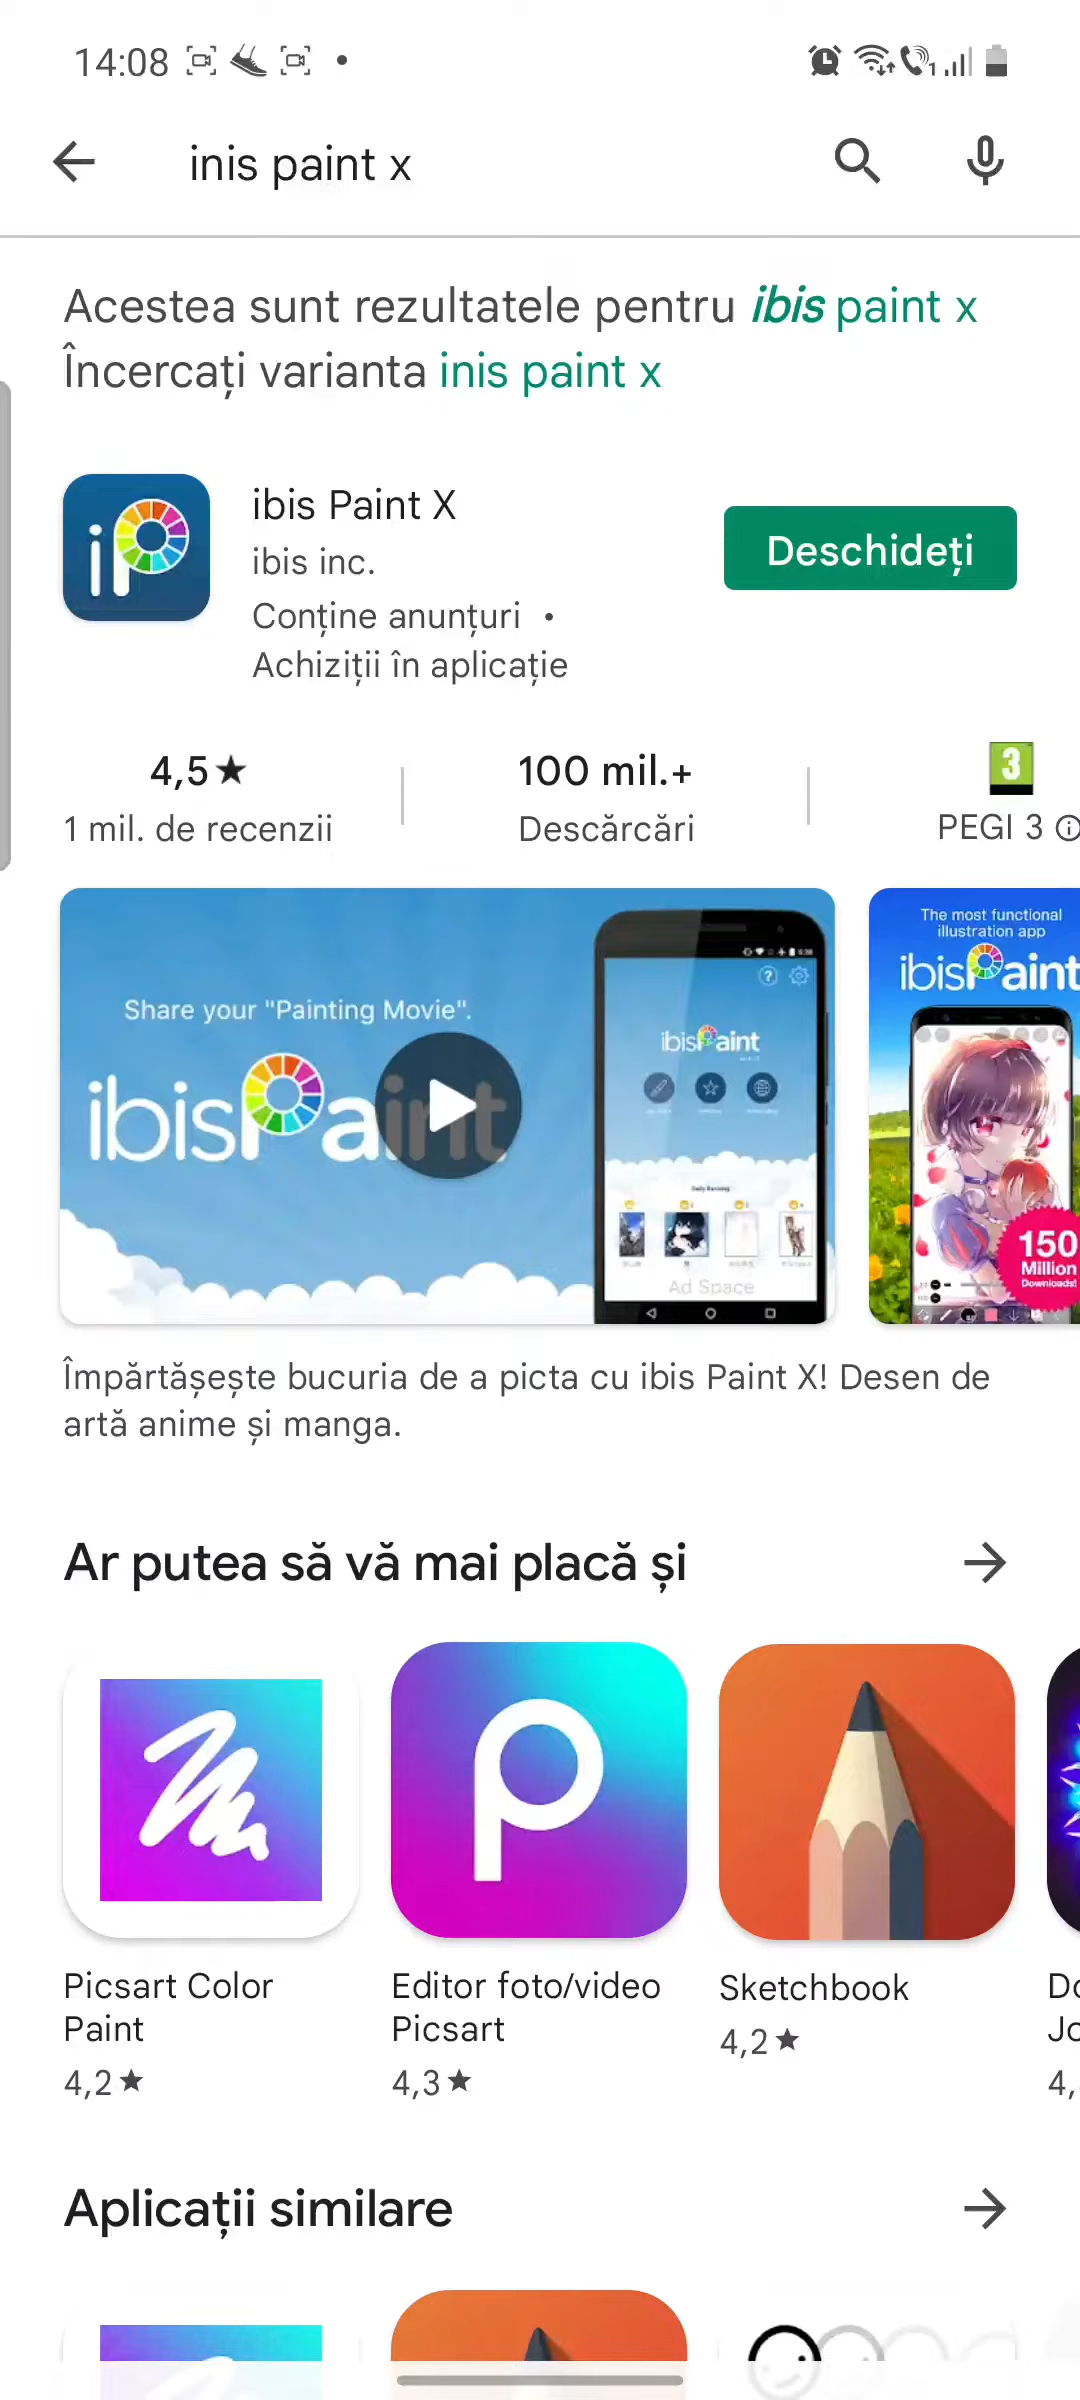 14:08
inis paint x
Acestea sunt rezultatele pentru ibis paint x
Încercați varianta inis paint x
ibis Paint X
ibis inc.
Conține anunțuri •
Achiziții în aplicație
Deschideți
4,5★
1 mil. de recenzii
100 mil.+
Descărcări
3
PEGI 3
Share your "Painting Movie".
ibisPaint
ibisPaint
Ad Space
The most functional
illustration app
ibisPaint
150
Million
Downloads!
Împărtășește bucuria de a picta cu ibis Paint X! Desen de
artă anime și manga.
Ar putea să vă mai placă și
Picsart Color
Paint
4,2★
Editor foto/video
Picsart
4,3★
Sketchbook
4,2★
Aplicații similare